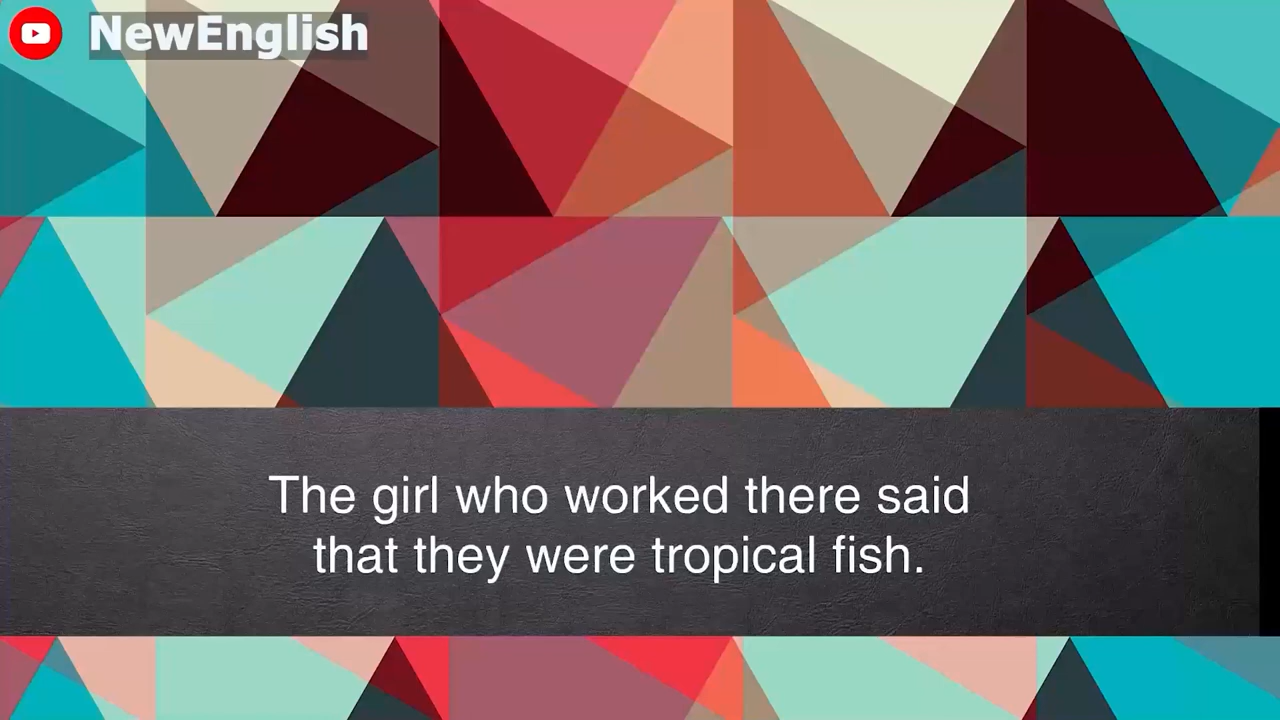 NewEnglish
The girl who worked there said
that they were tropical fish.